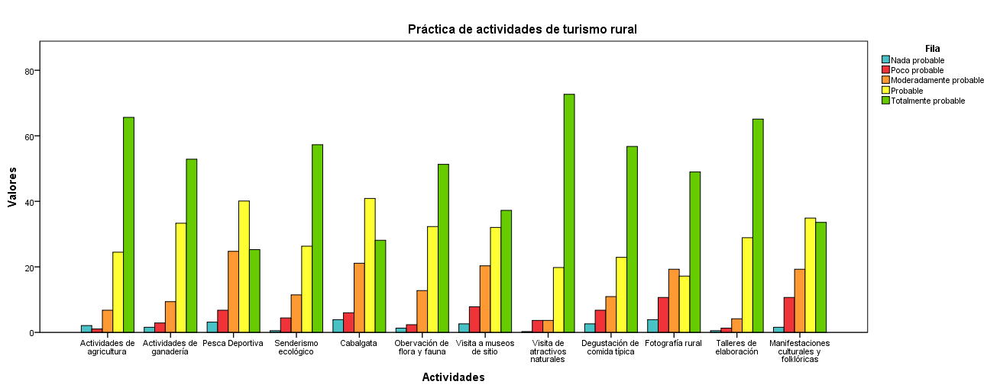 Práctica de actividades de turismo rural
Fila
Nada probable
Poco probable
Moderadamente probable
Probable
Totalmente probable
80
60
40
20
0
Valores
Actividades de
agricultura
Actividades de
ganadería
Pesca Deportiva
Senderismo
ecológico
Cabalgata
Obervación de
flora y fauna
Visita a museos
de sitio
Visita de
atractivos
naturales
Degustación de
comida típica
Fotografía rural
Talleres de
elaboración
Manifestaciones
culturales y
folklóricas
Actividades